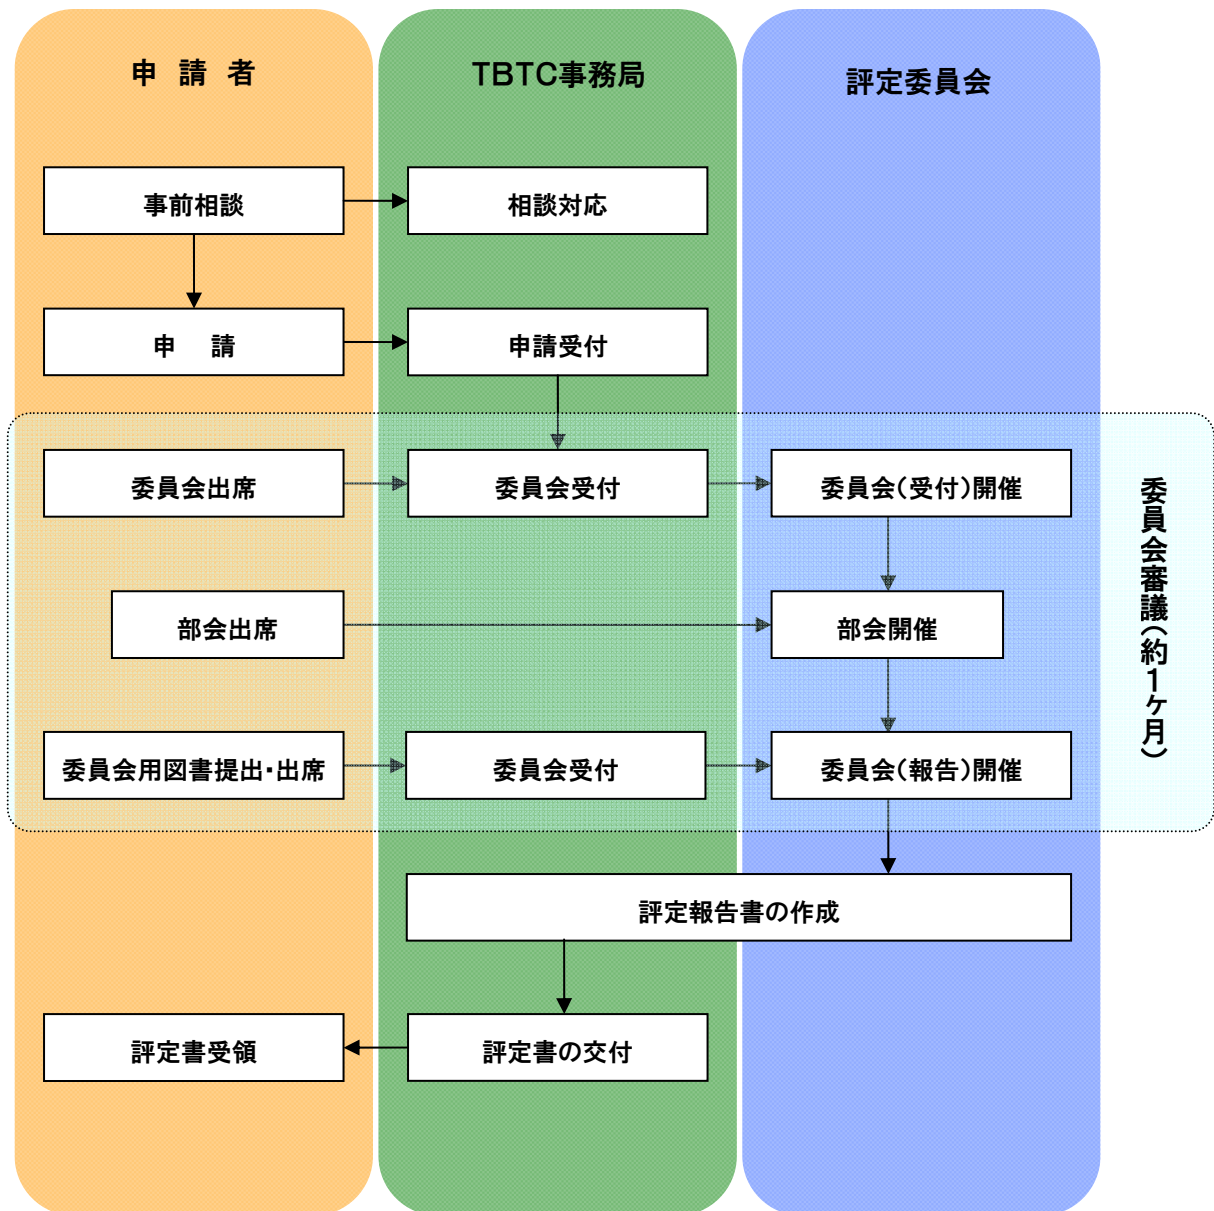 申 請 者
TBTC事務局
評定委員会
事前相談
相談対応
申 請
申請受付
委員会出席
委員会受付
委員会(受付)開催
部会出席
部会開催
委員会用図書提出・出席
委員会受付
委員会(報告)開催
委員会審議(約1ヶ月)
評定報告書の作成
評定書受領
評定書の交付